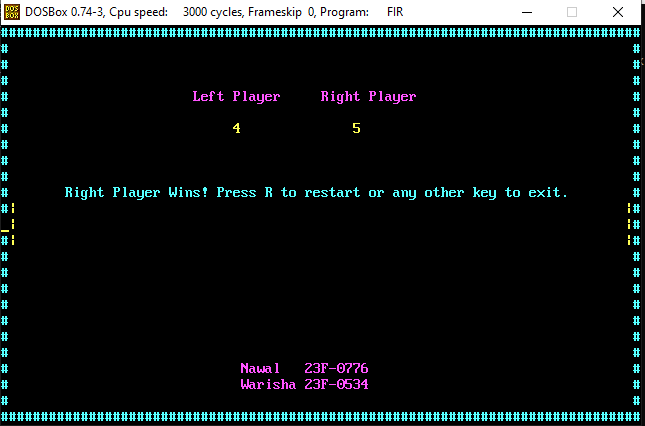 DOSBox 0.74-3, Cpu speed: 3000 cycles, Frameskip 0, Program: FIR
Left Player Right Player
4 5
Right Player Wins! Press R to restart or any other key to exit.
Nawal 23F-0776
Warisha 23F-0534